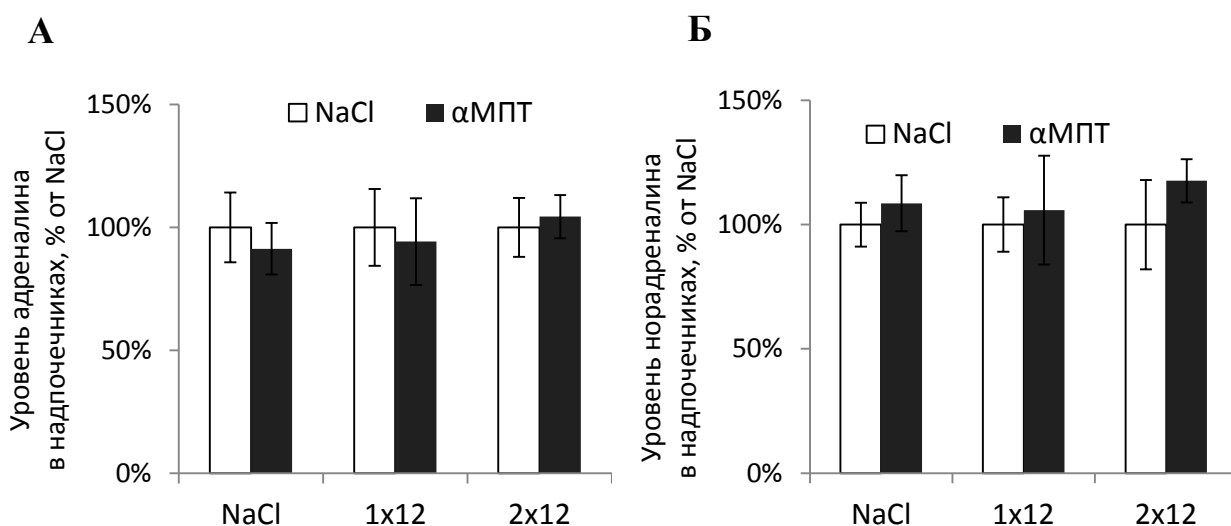 А
Уровень адреналина
в надпочечниках, % от NaCl
150%
100%
50%
0%
NaCl
αМПТ
NaCl
1x12
2x12
Б
Уровень норадреналина
в надпочечниках, % от NaCl
150%
100%
50%
0%
NaCl
αМПТ
NaCl
1x12
2x12